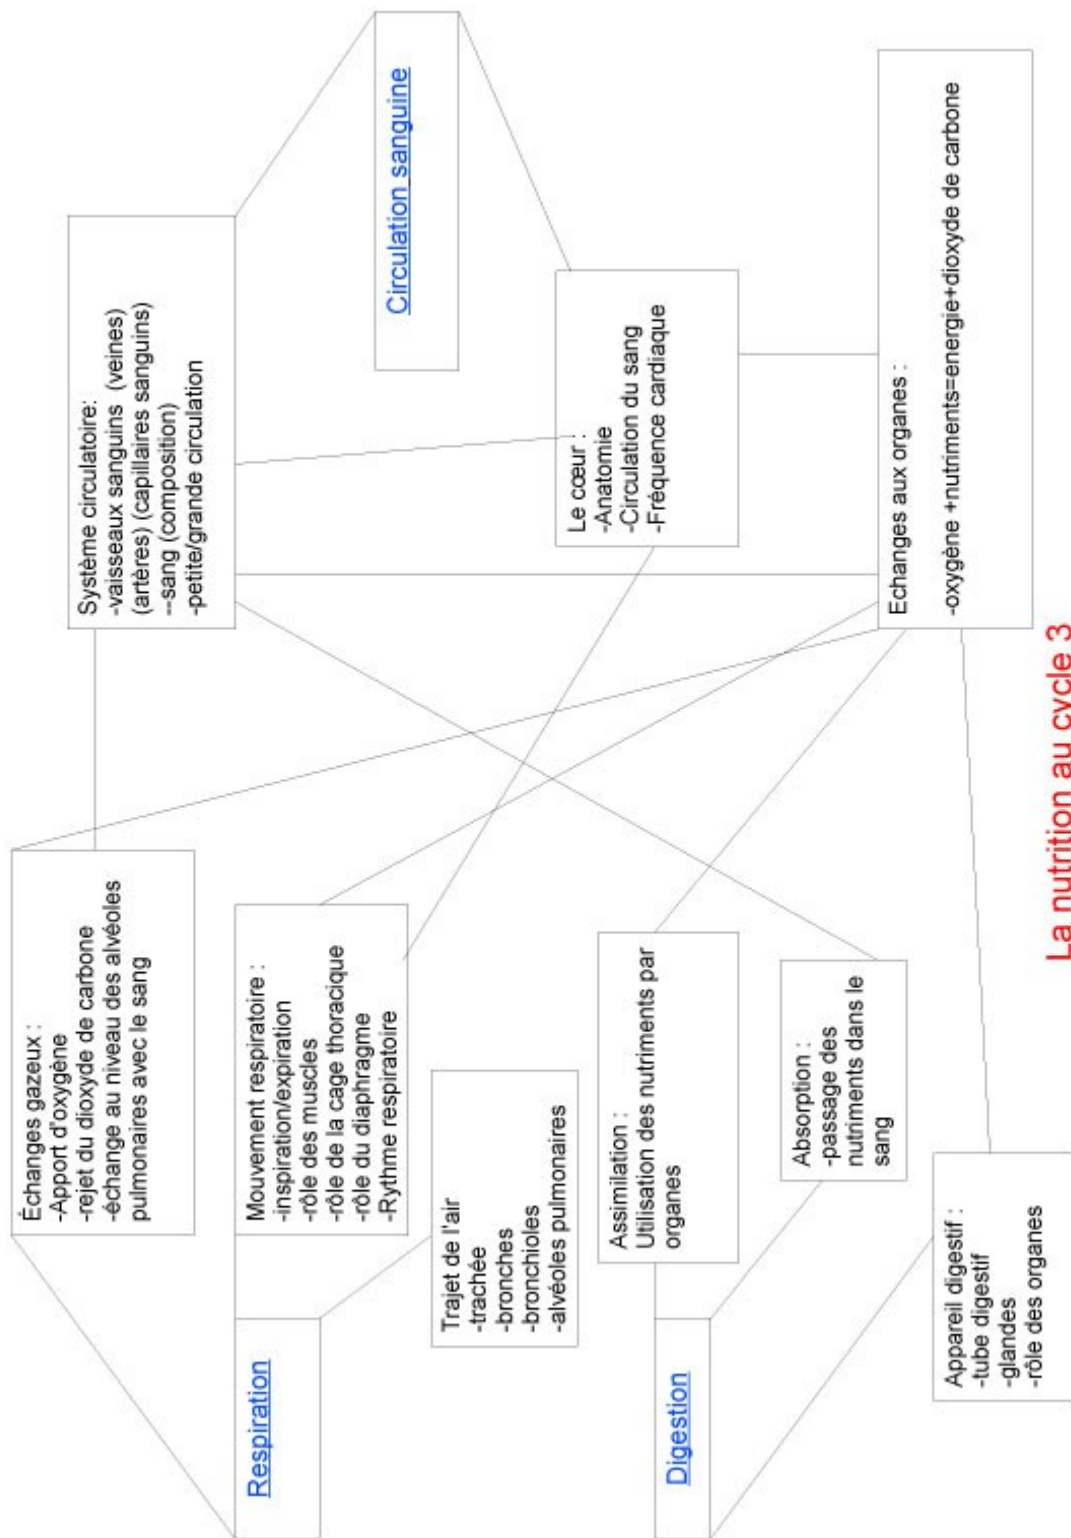 Échanges gazeux :
-Apport d'oxygène
-rejet du dioxyde de carbone
-échange au niveau des alvéoles
pulmonaires avec le sang
Système circulatoire:
-vaisseaux sanguins (veines)
(artères) (capillaires sanguins)
--sang (composition)
-petite/grande circulation
Respiration
Mouvement respiratoire :
-inspiration/expiration
-rôle des muscles
-rôle de la cage thoracique
-rôle du diaphragme
-Rythme respiratoire
Circulation sanguine
Trajet de l'air
-trachée
-bronches
-bronchioles
-alvéoles pulmonaires
Le cœur :
-Anatomie
-Circulation du sang
-Fréquence cardiaque
Digestion
Assimilation :
Utilisation des nutriments par
organes
Absorption :
-passage des
nutriments dans le
sang
Echanges aux organes :
-oxygène +nutriments=energie+dioxyde de carbone
Appareil digestif :
-tube digestif
-glandes
-rôle des organes
La nutrition au cycle 3